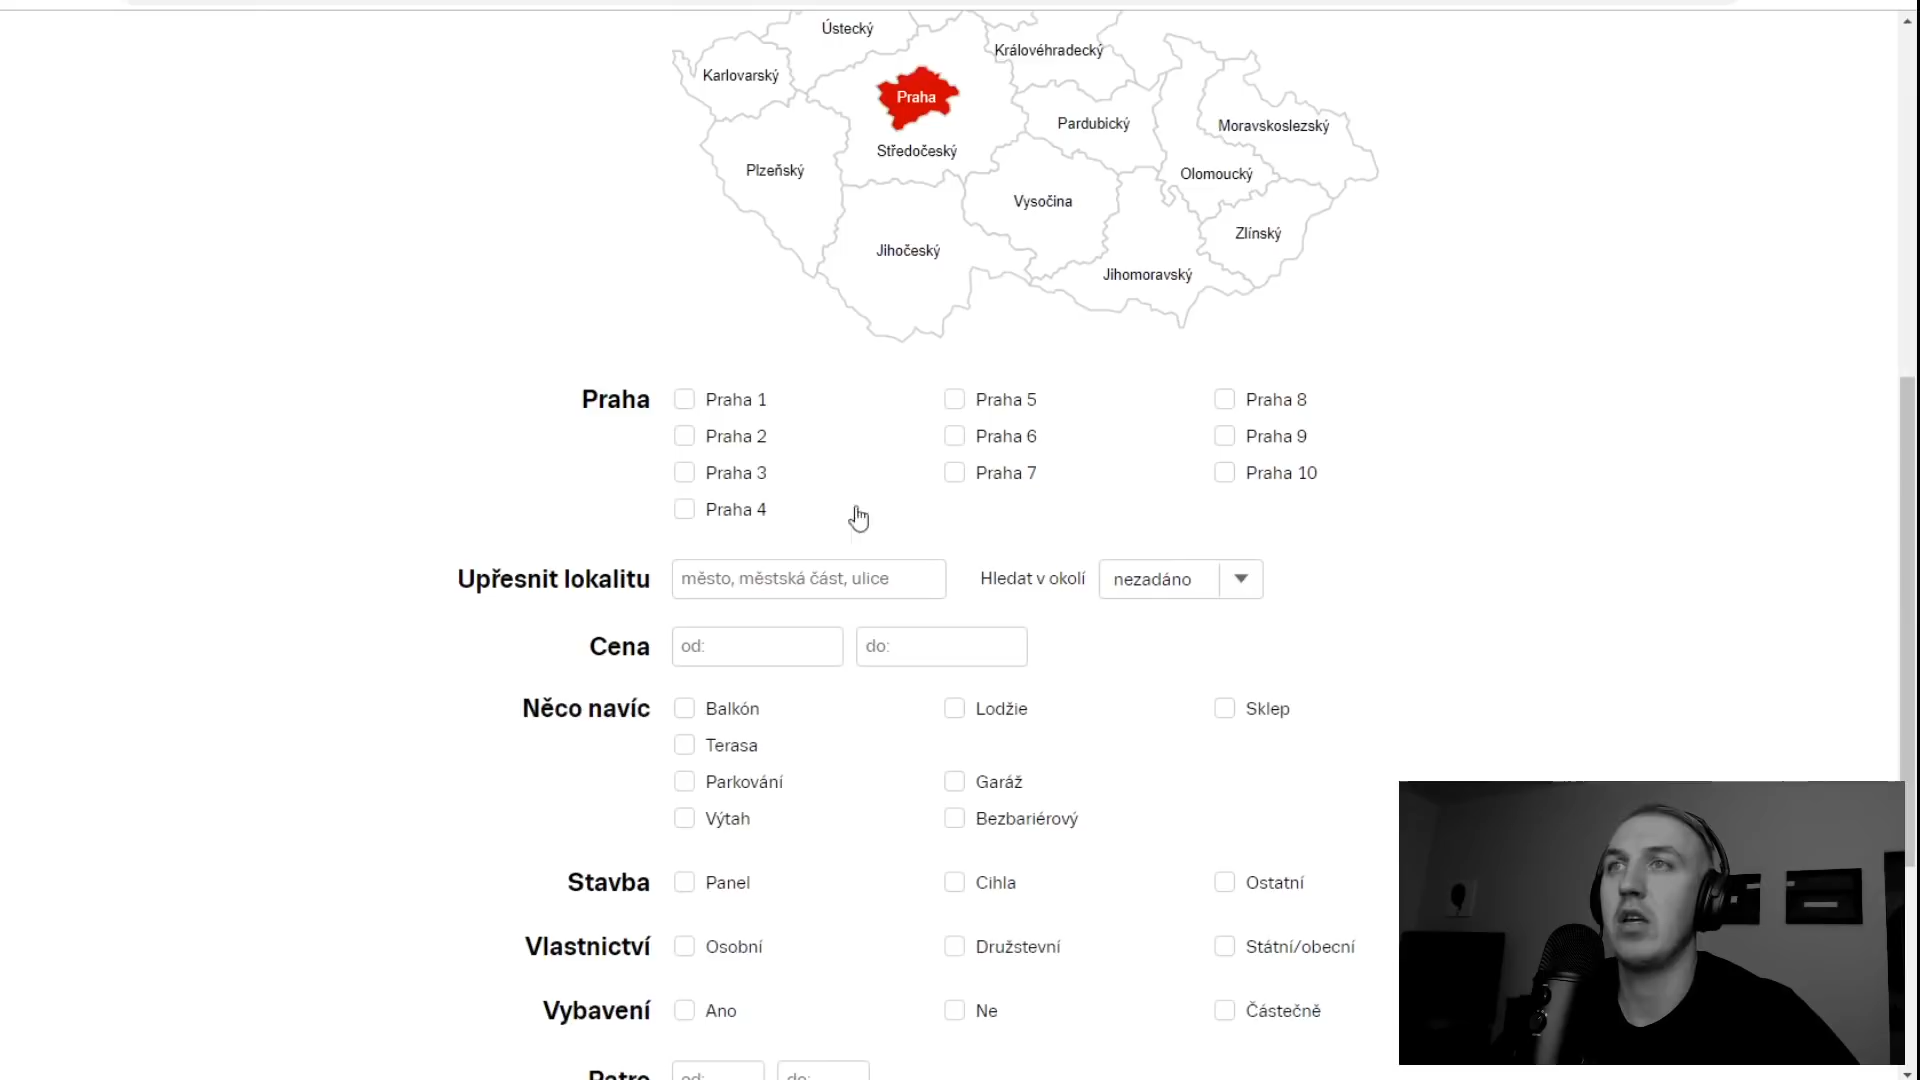 Ústecký
Královéhradecký
Karlovarský
Praha
Pardubický
Moravskoslezský
Středočeský
Plzeňský
Olomoucký
Vysočina
Zlínský
Jihočeský
Jihomoravský
Praha
Praha 1
Praha 5
Praha 8
Praha 2
Praha 6
Praha 9
Praha 3
Praha 7
Praha 10
Praha 4
Upřesnit lokalitu
město, městská část, ulice
Hledat v okolí
nezadáno
Cena
od:
do:
Něco navíc
Balkón
Lodžie
Sklep
Terasa
Parkování
Garáž
Výtah
Bezbariérový
Stavba
Panel
Cihla
Ostatní
Vlastnictví
Osobní
Družstevní
Státní/obecní
Vybavení
Ano
Ne
Částečně
Patro
od:
do: